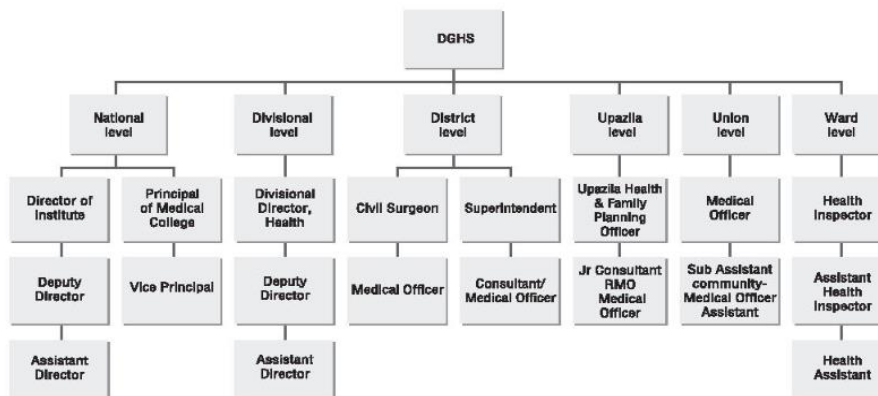 DGHS
National
level
Divisional
level
District
level
Upazila
level
Union
level
Ward
level
Director of
Institute
Principal
of Medical
College
Divisional
Director,
Health
Civil Surgeon
Superintendent
Upazila Health
& Family
Planning
Officer
Medical
Officer
Health
Inspector
Deputy
Director
Vice Principal
Deputy
Director
Medical Officer
Consultant/
Medical Officer
Jr Consultant
RMO
Medical
Officer
Sub Assistant
community-
Medical Officer
Assistant
Assistant
Health
Inspector
Assistant
Director
Assistant
Director
Health
Assistant